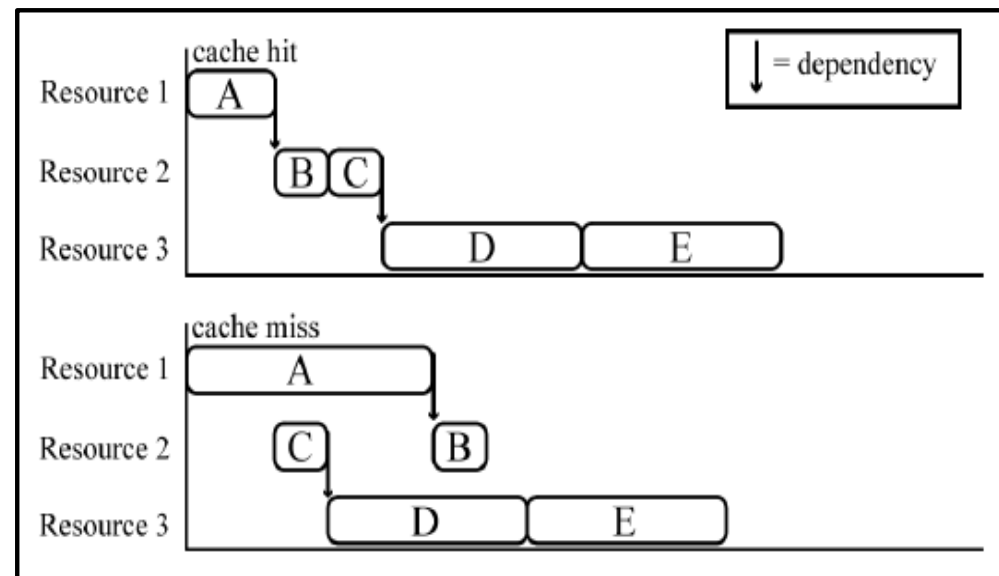 cache hit
↓ = dependency
Resource 1 A
Resource 2 B C
Resource 3 D E
cache miss
Resource 1 A
Resource 2 C B
Resource 3 D E